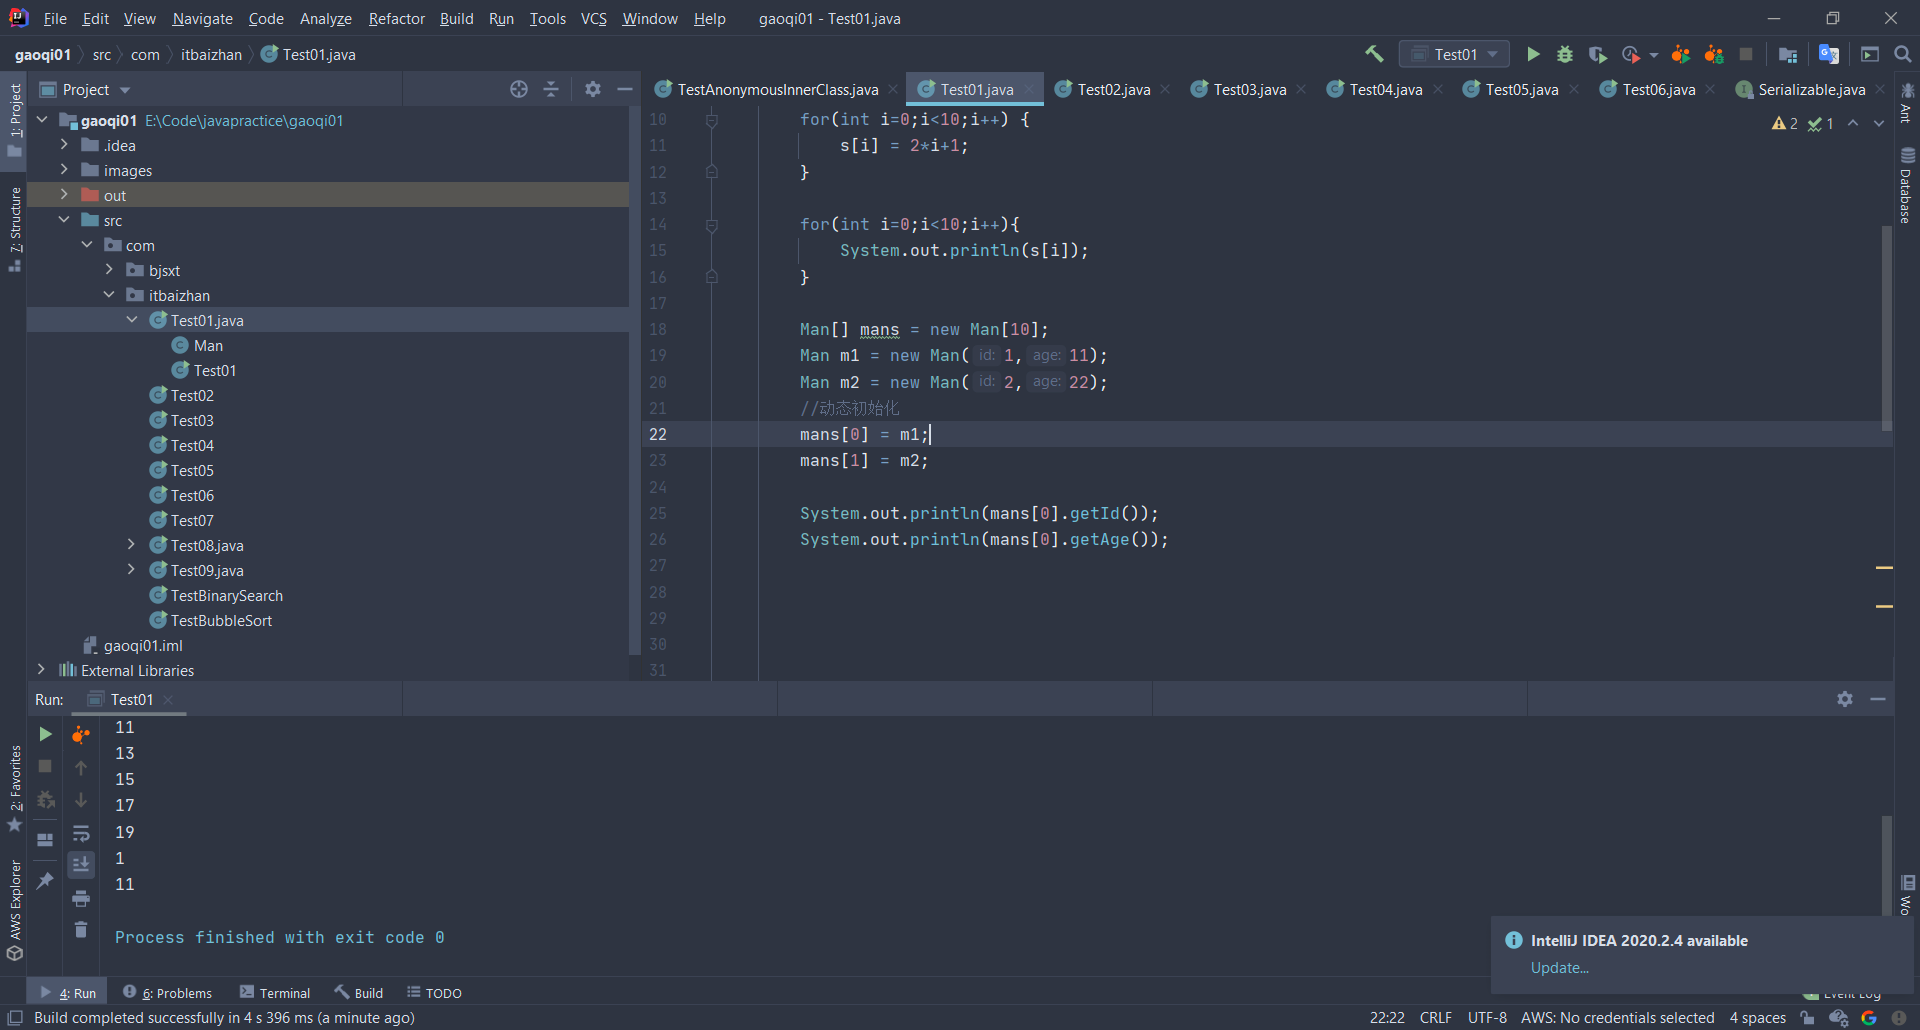 File Edit View Navigate Code Analyze Refactor Build Run Tools VCS Window Help gaoqi01 - Test01.java
gaoqi01 src com itbaizhan Test01.java
Test01
1: Project
7: Structure
2: Favorites
AWS Explorer
Project
gaoqi01 E:\Code\javapractice\gaoqi01
.idea
images
out
src
com
bjsxt
itbaizhan
Test01.java
Man
Test01
Test02
Test03
Test04
Test05
Test06
Test07
Test08.java
Test09.java
TestBinarySearch
TestBubbleSort
gaoqi01.iml
External Libraries
TestAnonymousInnerClass.java Test01.java Test02.java Test03.java Test04.java Test05.java Test06.java Serializable.java
2 1
10 for(int i=0;i<10;i++) {
11 s[i] = 2*i+1;
12 }
13
14 for(int i=0;i<10;i++){
15 System.out.println(s[i]);
16 }
17
18 Man[] mans = new Man[10];
19 Man m1 = new Man( id: 1, age: 11);
20 Man m2 = new Man( id: 2, age: 22);
21 //动态初始化
22 mans[0] = m1;
23 mans[1] = m2;
24
25 System.out.println(mans[0].getId());
26 System.out.println(mans[0].getAge());
27
28
29
30
31
Ant
Database
Wo
Run: Test01
11
13
15
17
19
1
11
Process finished with exit code 0
IntelliJ IDEA 2020.2.4 available
Update...
4: Run 6: Problems Terminal Build TODO Event Log
Build completed successfully in 4 s 396 ms (a minute ago)
22:22 CRLF UTF-8 AWS: No credentials selected 4 spaces